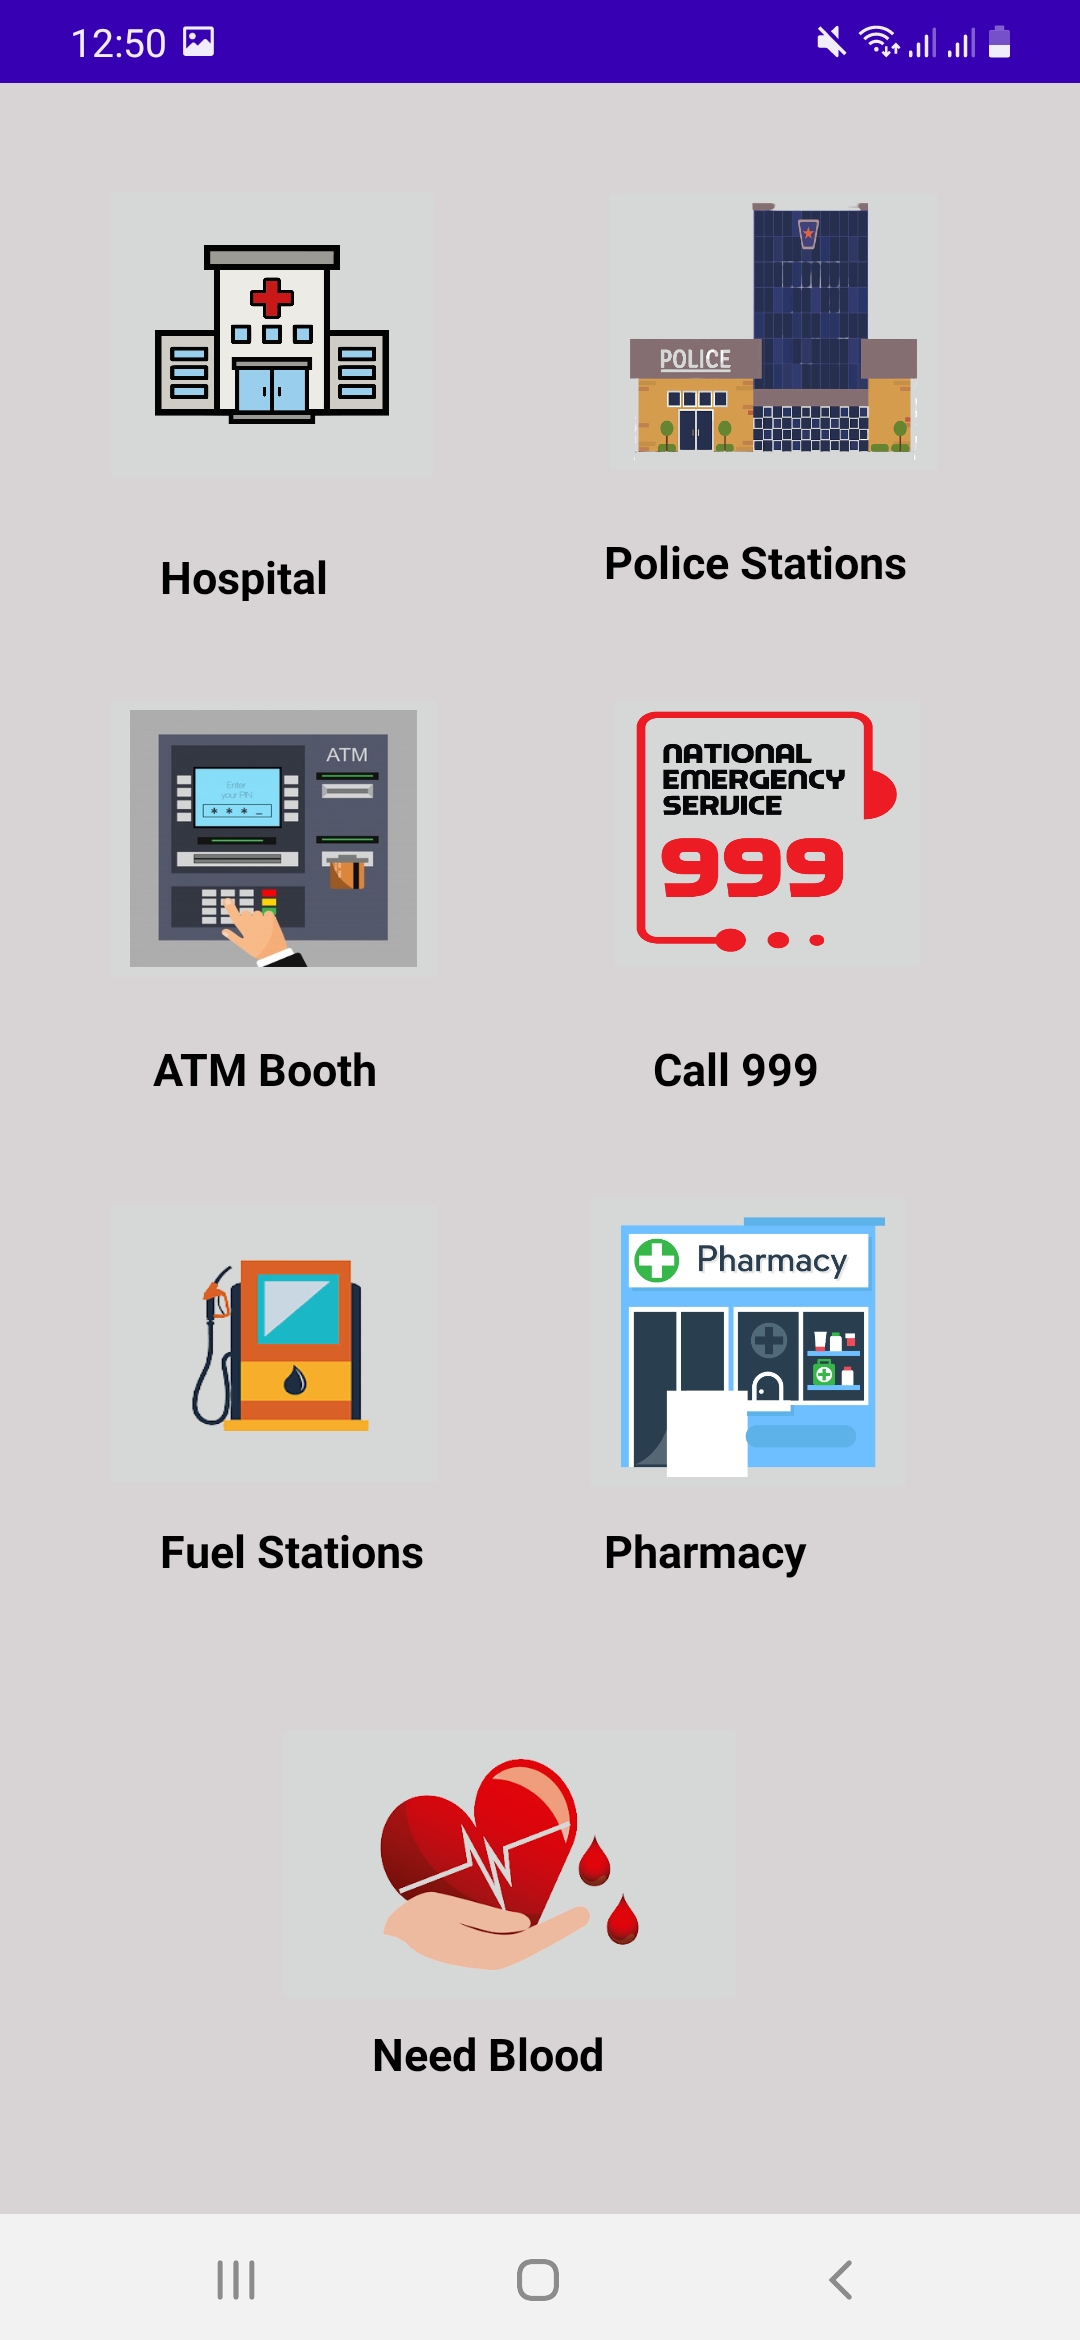 12:50
POLICE
Hospital
Police Stations
ATM
Enter
your PIN
* * * _
NATIONAL
EMERGENCY
SERVICE
999
ATM Booth
Call 999
Pharmacy
Fuel Stations
Pharmacy
Need Blood